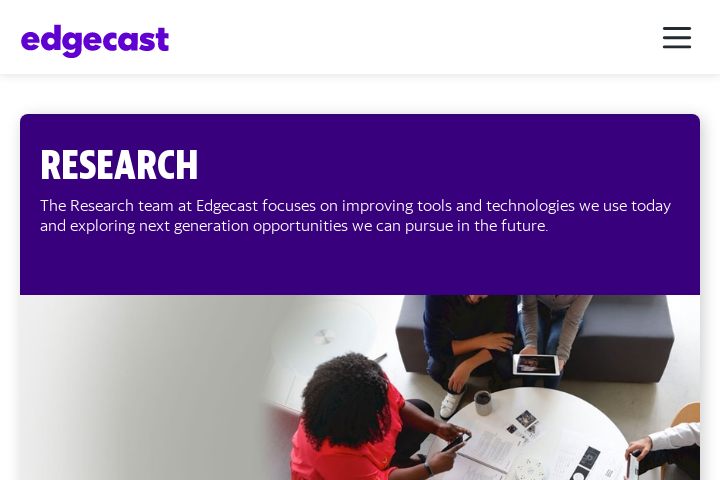 edgecast
RESEARCH
The Research team at Edgecast focuses on improving tools and technologies we use today
and exploring next generation opportunities we can pursue in the future.